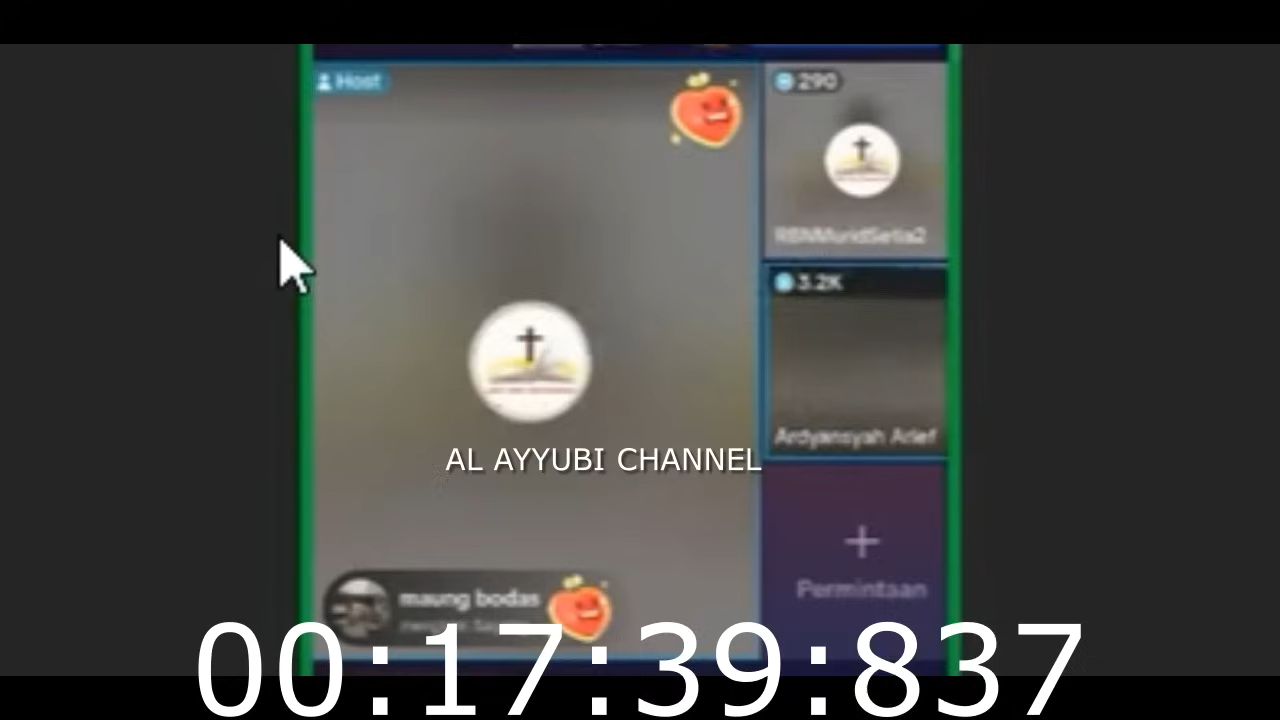 Host
290
RBNMuridSetia2
3.2K
Ardyansyah Arief
AL AYYUBI CHANNEL
Permintaan
maung bodas
00:17:39:837